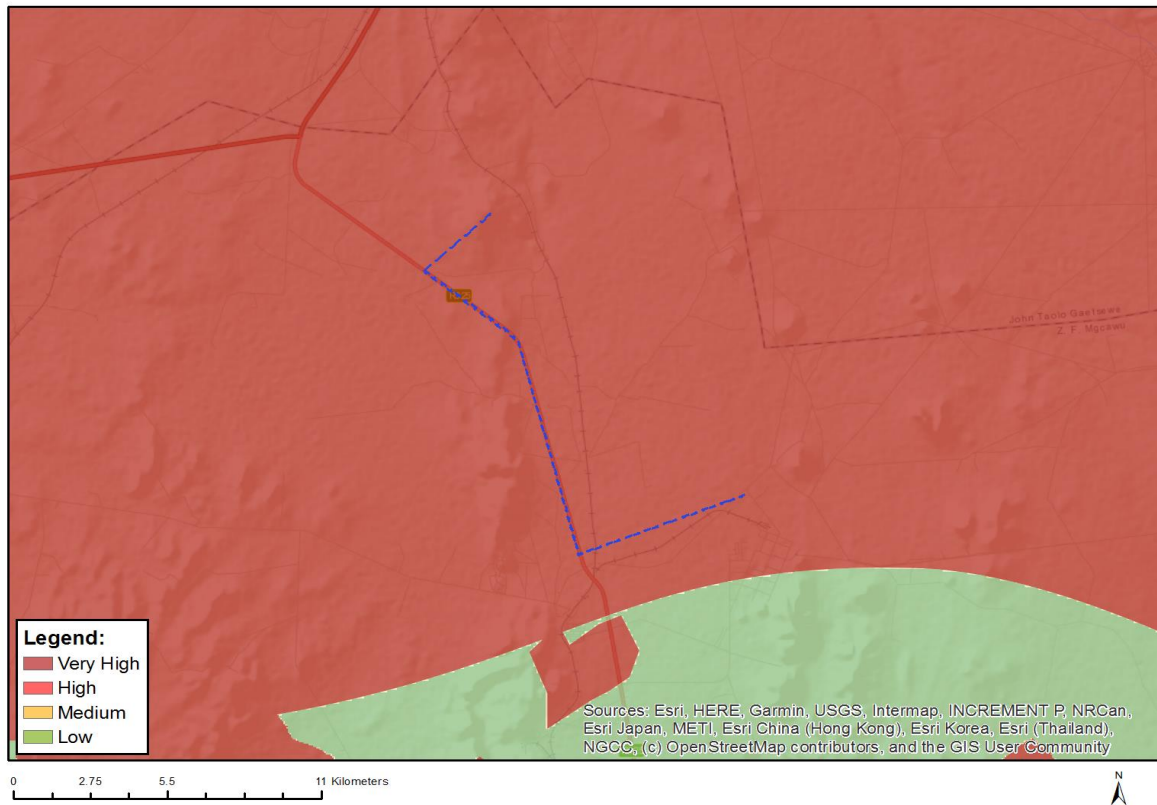 John Taolo Gaetsewe
Z. F. Mgcawu
Legend:
Very High
High
Medium
Low
Sources: Esri, HERE, Garmin, USGS, Intermap, INCREMENT P, NRCan,
Esri Japan, METI, Esri China (Hong Kong), Esri Korea, Esri (Thailand),
NGCC, (c) OpenStreetMap contributors, and the GIS User Community
0 2.75 5.5 11 Kilometers
N